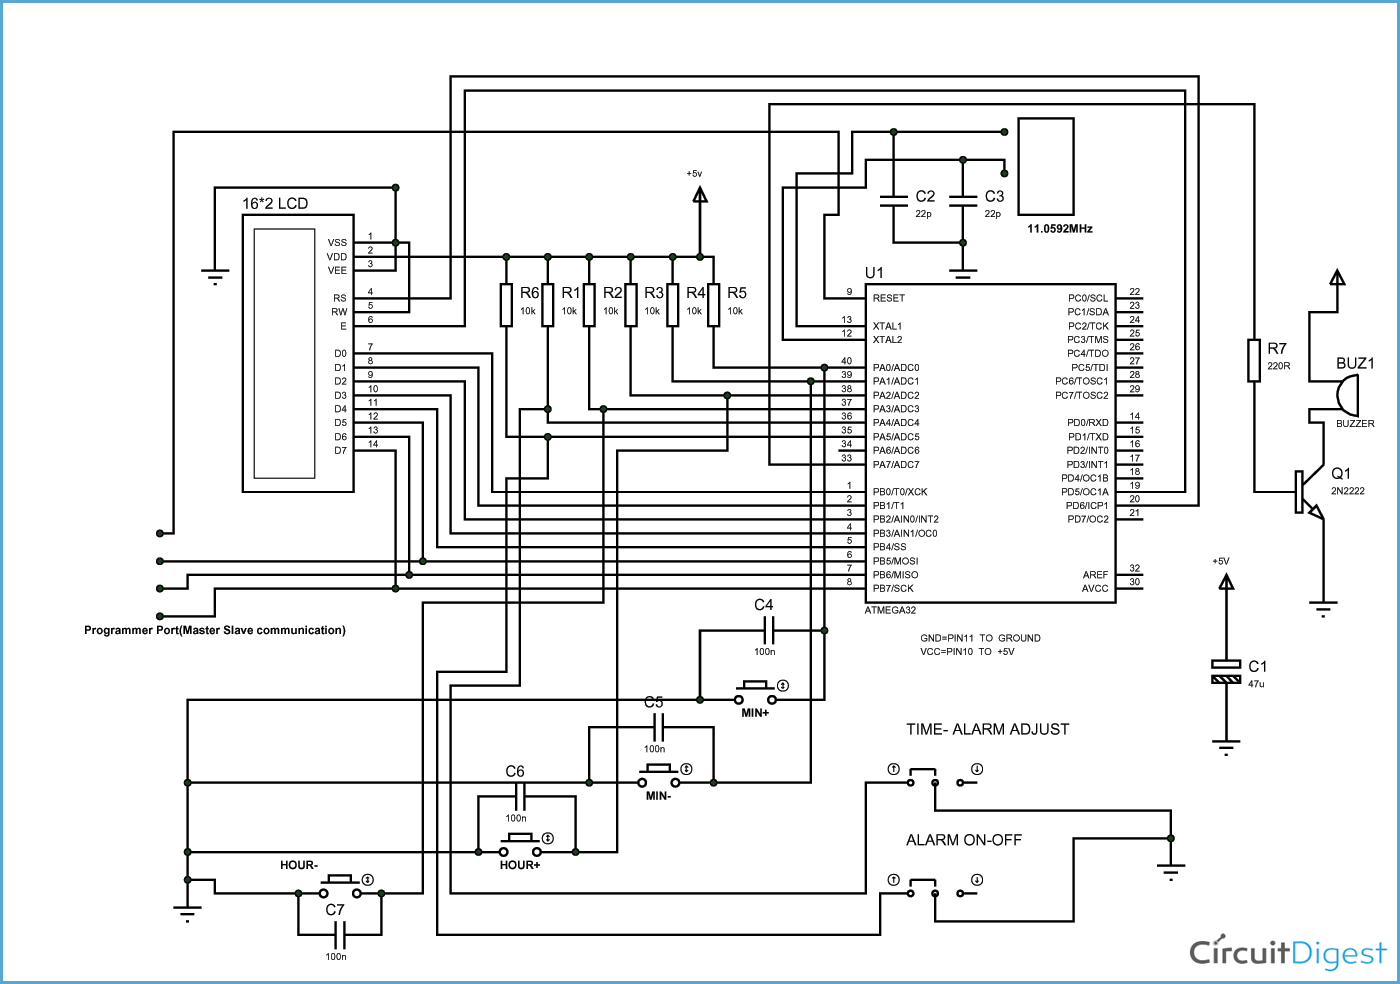 +5v
16*2 LCD
VSS 1
VDD 2
VEE 3
RS 4
RW 5
E 6
D0 7
D1 8
D2 9
D3 10
D4 11
D5 12
D6 13
D7 14
R6
10k
R1
10k
R2
10k
R3
10k
R4
10k
R5
10k
C2
22p
C3
22p
11.0592MHz
U1
9 RESET
13 XTAL1
12 XTAL2
40 PA0/ADC0
39 PA1/ADC1
38 PA2/ADC2
37 PA3/ADC3
36 PA4/ADC4
35 PA5/ADC5
34 PA6/ADC6
33 PA7/ADC7
1 PB0/T0/XCK
2 PB1/T1
3 PB2/AIN0/INT2
4 PB3/AIN1/OC0
5 PB4/SS
6 PB5/MOSI
7 PB6/MISO
8 PB7/SCK
PC0/SCL 22
PC1/SDA 23
PC2/TCK 24
PC3/TMS 25
PC4/TDO 26
PC5/TDI 27
PC6/TOSC1 28
PC7/TOSC2 29
PD0/RXD 14
PD1/TXD 15
PD2/INT0 16
PD3/INT1 17
PD4/OC1B 18
PD5/OC1A 19
PD6/ICP1 20
PD7/OC2 21
AREF 32
AVCC 30
ATMEGA32
R7
220R
BUZ1
BUZZER
Q1
2N2222
+5V
C1
47u
GND=PIN11 TO GROUND
VCC=PIN10 TO +5V
Programmer Port(Master Slave communication)
C4
100n
MIN+
C5
100n
MIN-
C6
100n
HOUR+
HOUR-
C7
100n
TIME- ALARM ADJUST
ALARM ON-OFF
CircuitDigest